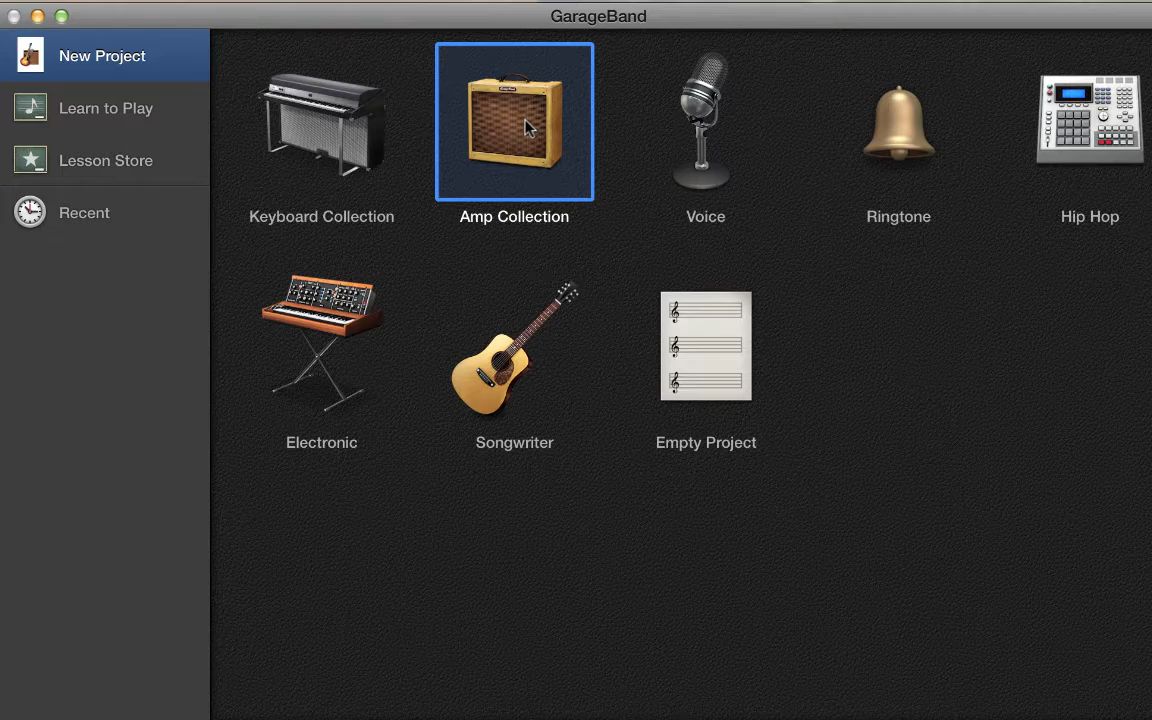 GarageBand
New Project
Learn to Play
Lesson Store
Recent
Keyboard Collection
Amp Collection
Voice
Ringtone
Hip Hop
Electronic
Songwriter
Empty Project